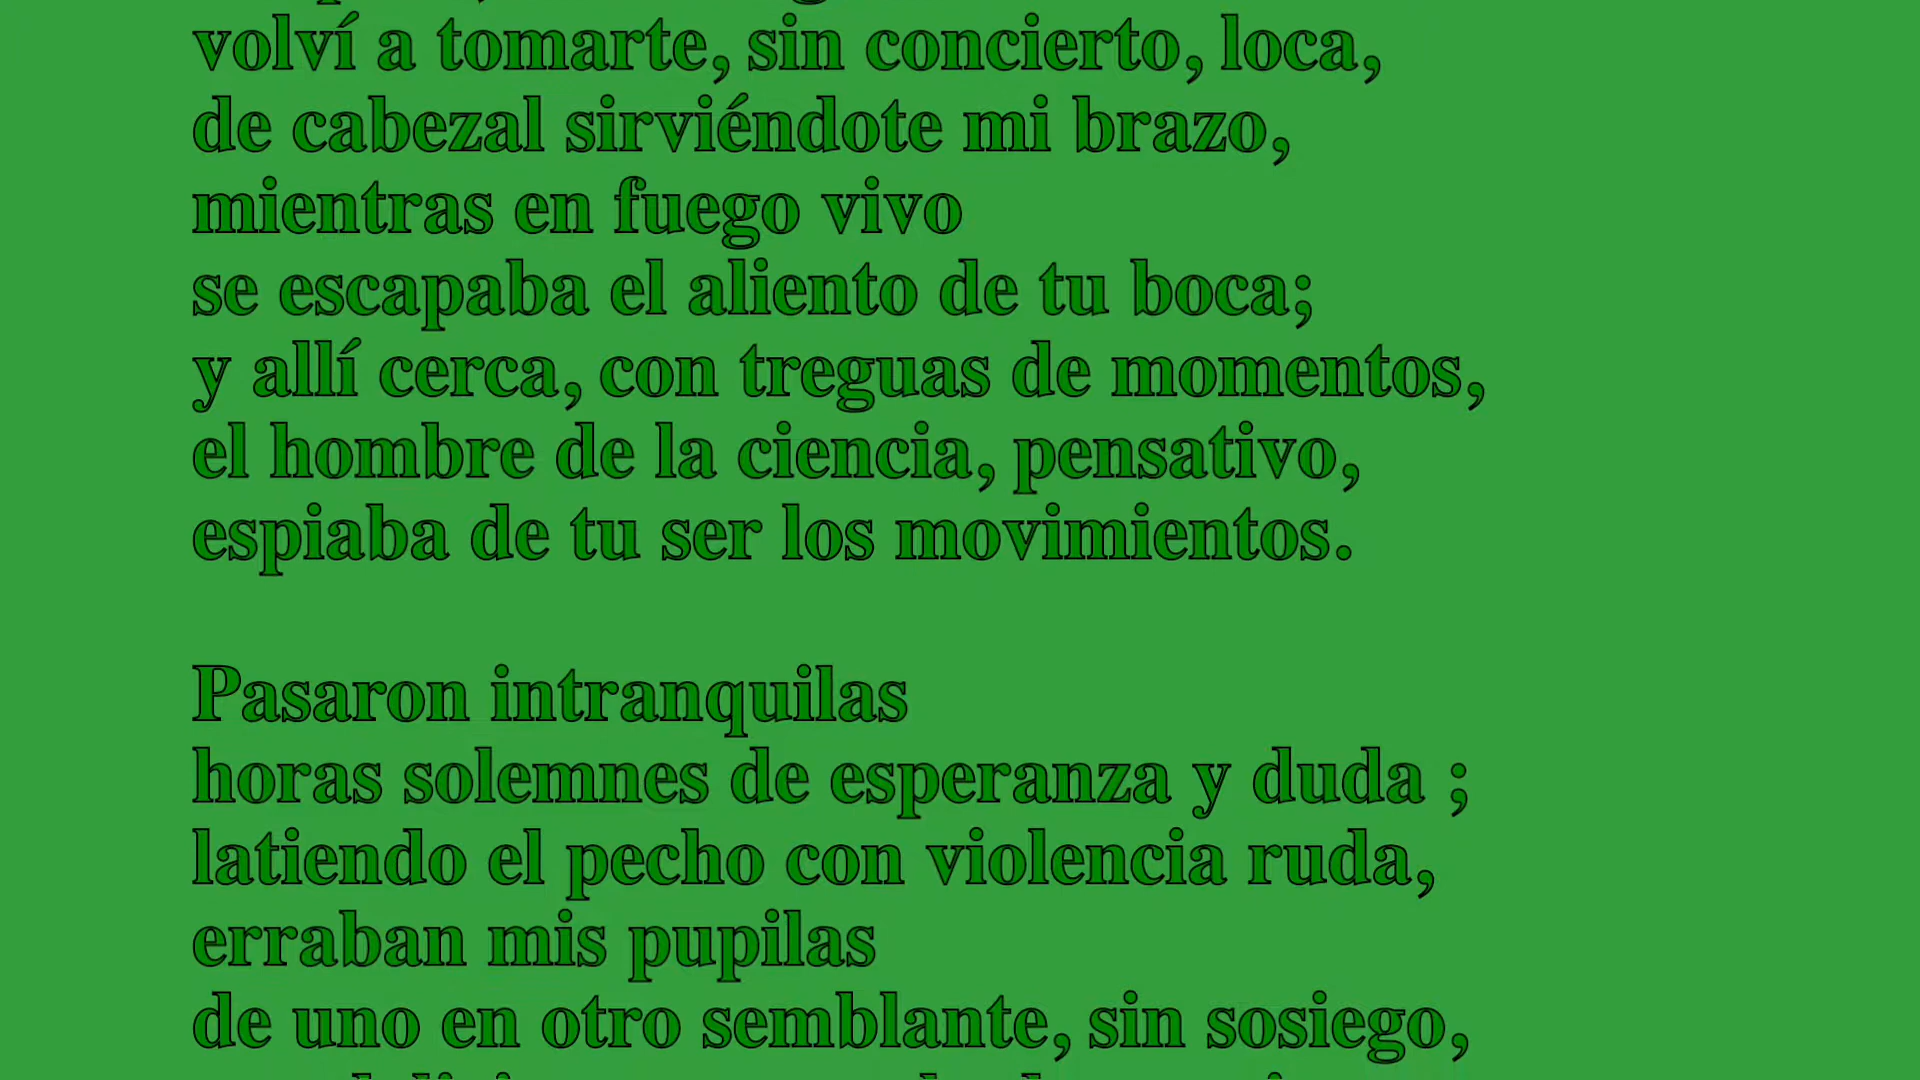 volví a tomarte, sin concierto, loca,
de cabezal sirviéndote mi brazo,
mientras en fuego vivo
se escapaba el aliento de tu boca;
y allí cerca, con treguas de momentos,
el hombre de la ciencia, pensativo,
espiaba de tu ser los movimientos.
Pasaron intranquilas
horas solemnes de esperanza y duda ;
latiendo el pecho con violencia ruda,
erraban mis pupilas
de uno en otro semblante, sin sosiego,